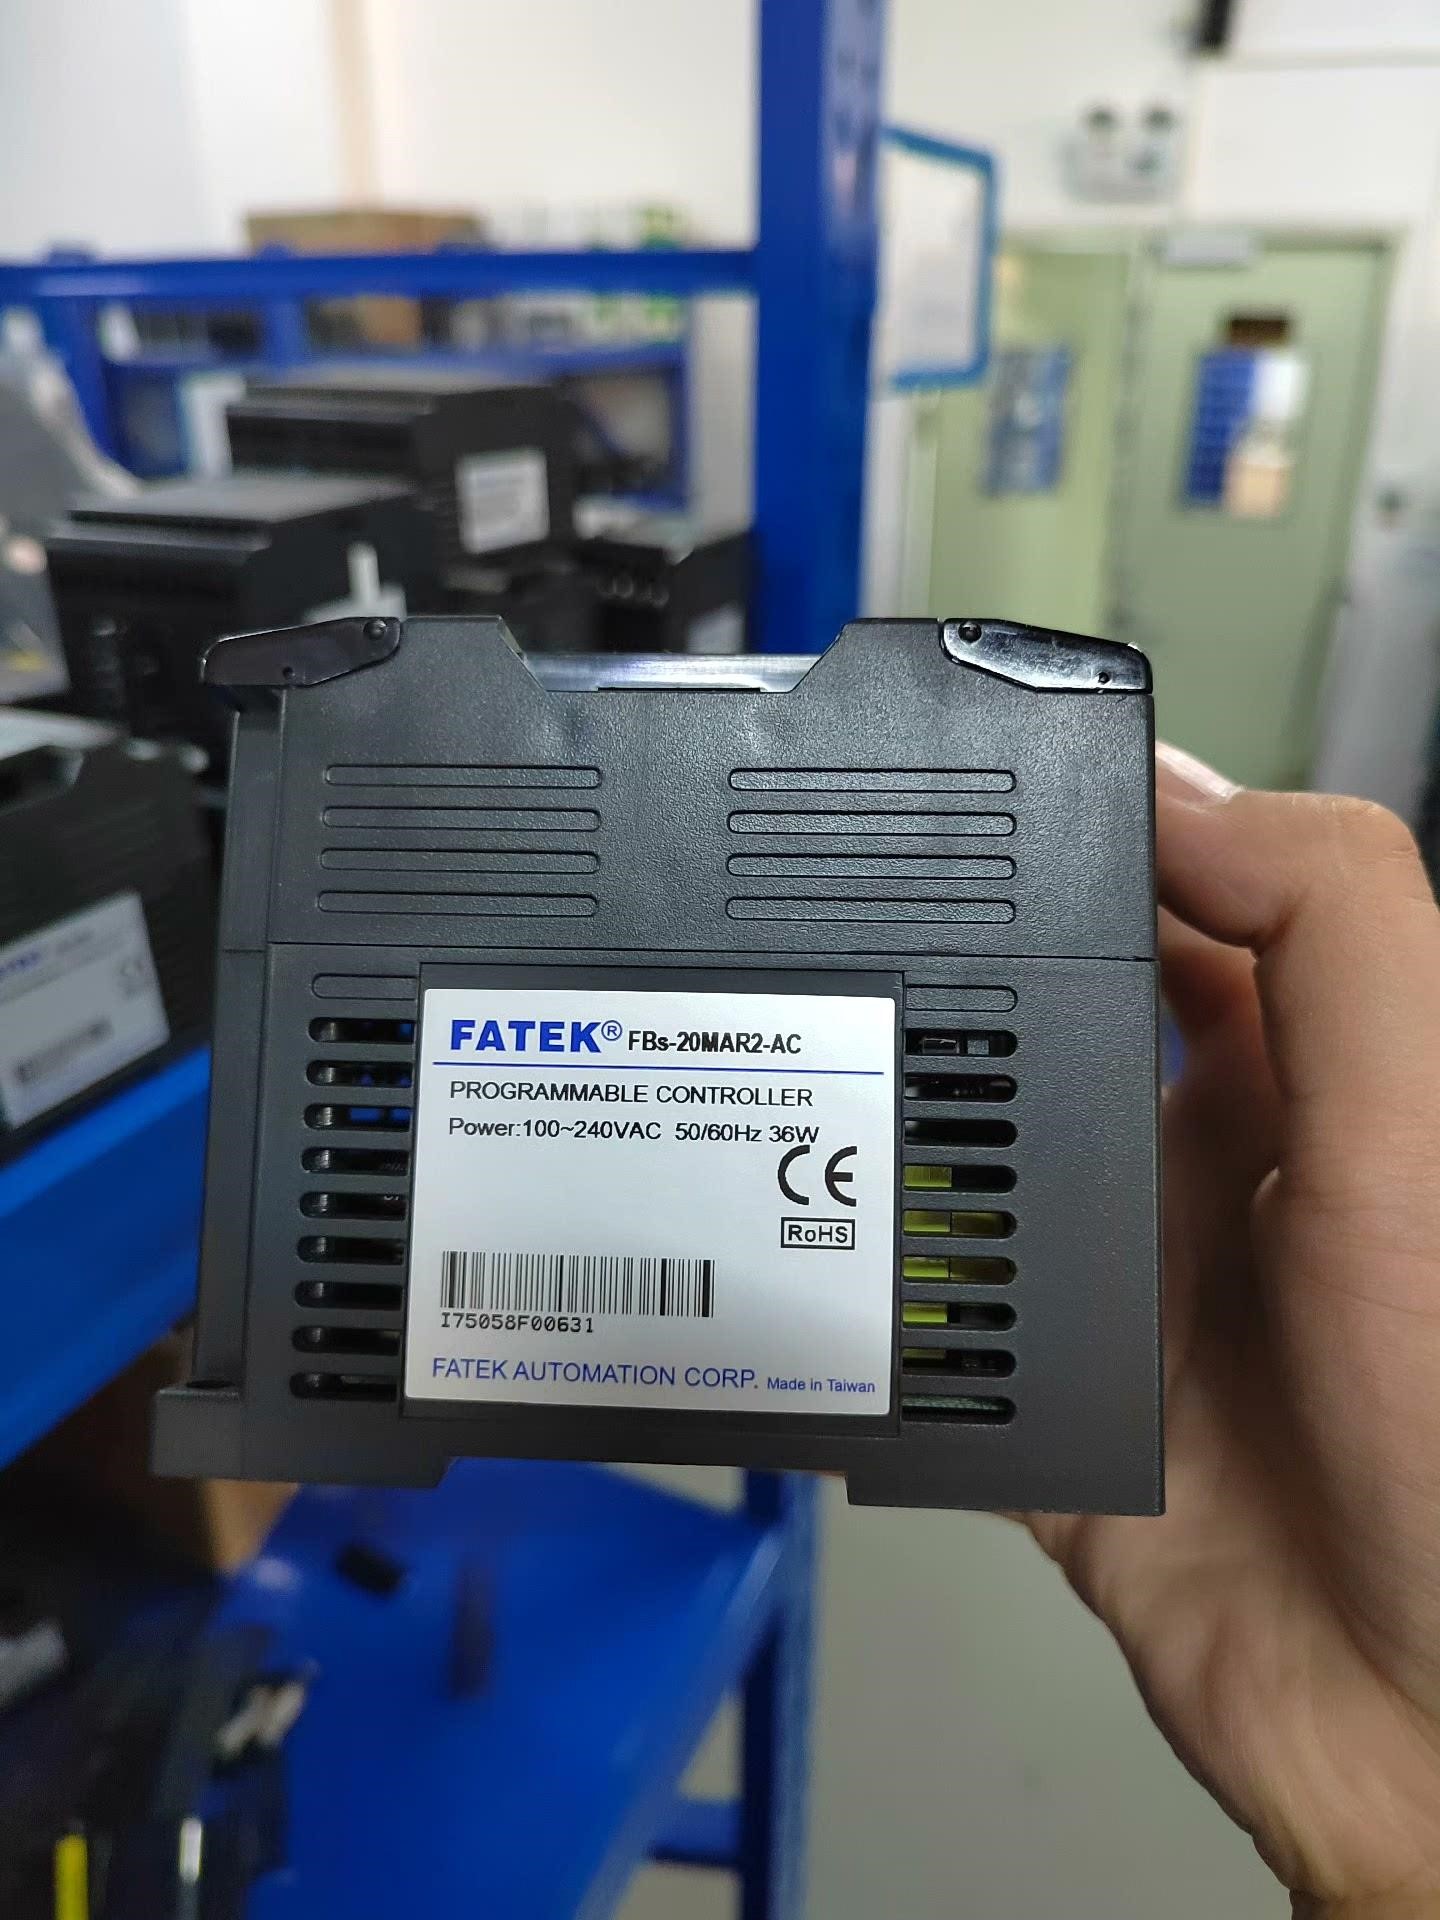 FATEK® FBs-20MAR2-AC
PROGRAMMABLE CONTROLLER
Power:100~240VAC 50/60Hz 36W
CE
RoHS
I75058F00631
FATEK AUTOMATION CORP. Made in Taiwan